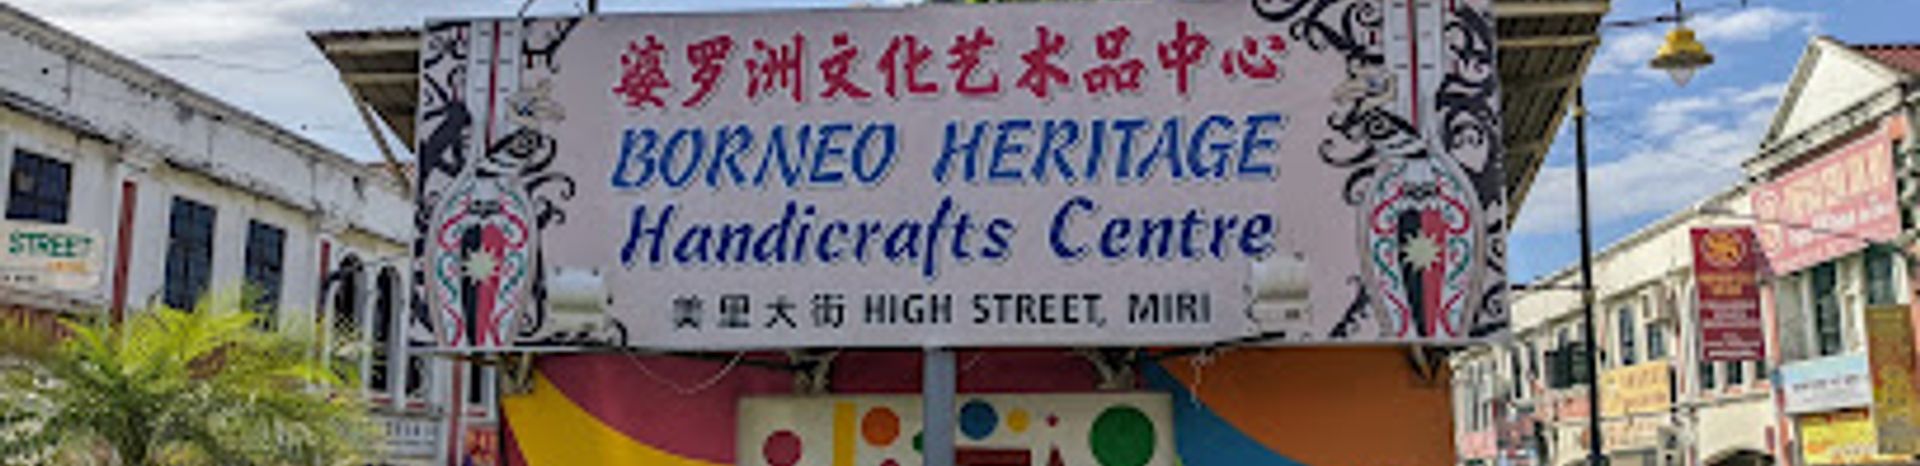 婆罗洲文化艺术品中心
BORNEO HERITAGE
Handicrafts Centre
美里大街 HIGH STREET, MIRI
STREET